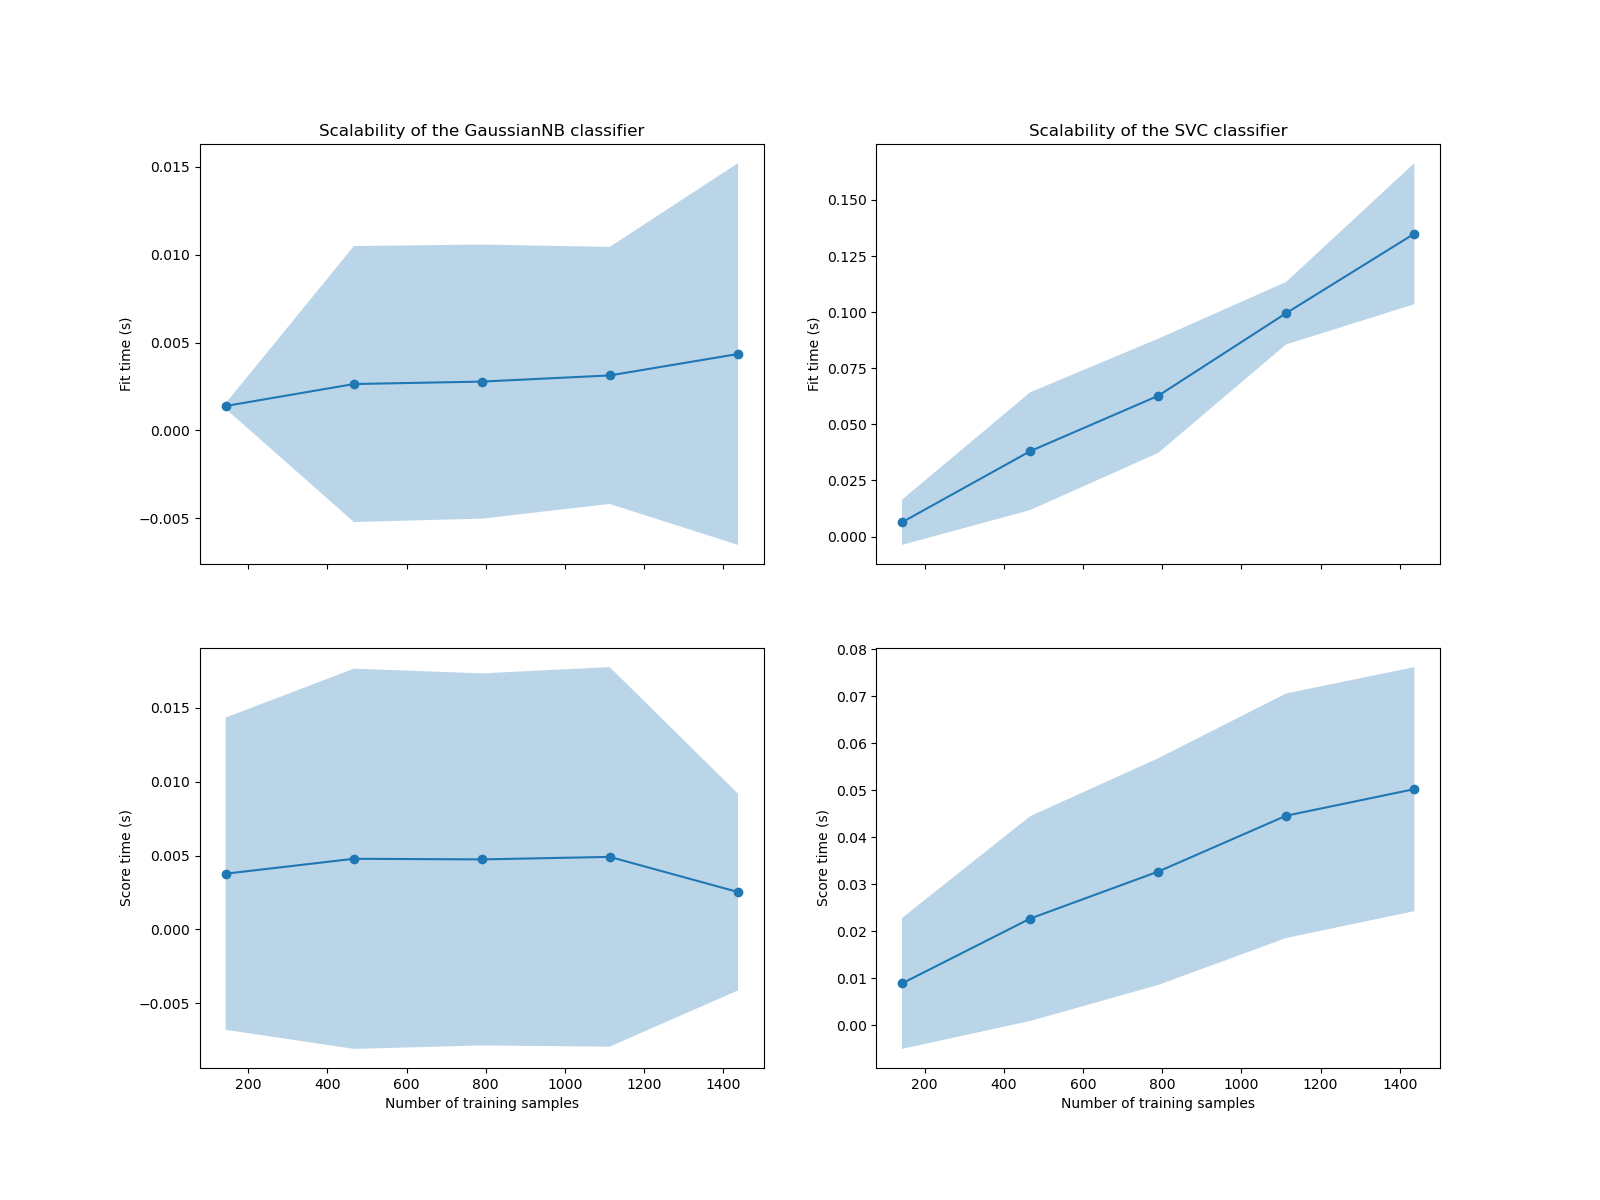 Scalability of the GaussianNB classifier
Scalability of the SVC classifier
0.015
0.010
0.005
0.000
−0.005
Fit time (s)
0.150
0.125
0.100
0.075
0.050
0.025
0.000
Fit time (s)
0.015
0.010
0.005
0.000
−0.005
Score time (s)
200 400 600 800 1000 1200 1400
Number of training samples
0.08
0.07
0.06
0.05
0.04
0.03
0.02
0.01
0.00
Score time (s)
200 400 600 800 1000 1200 1400
Number of training samples